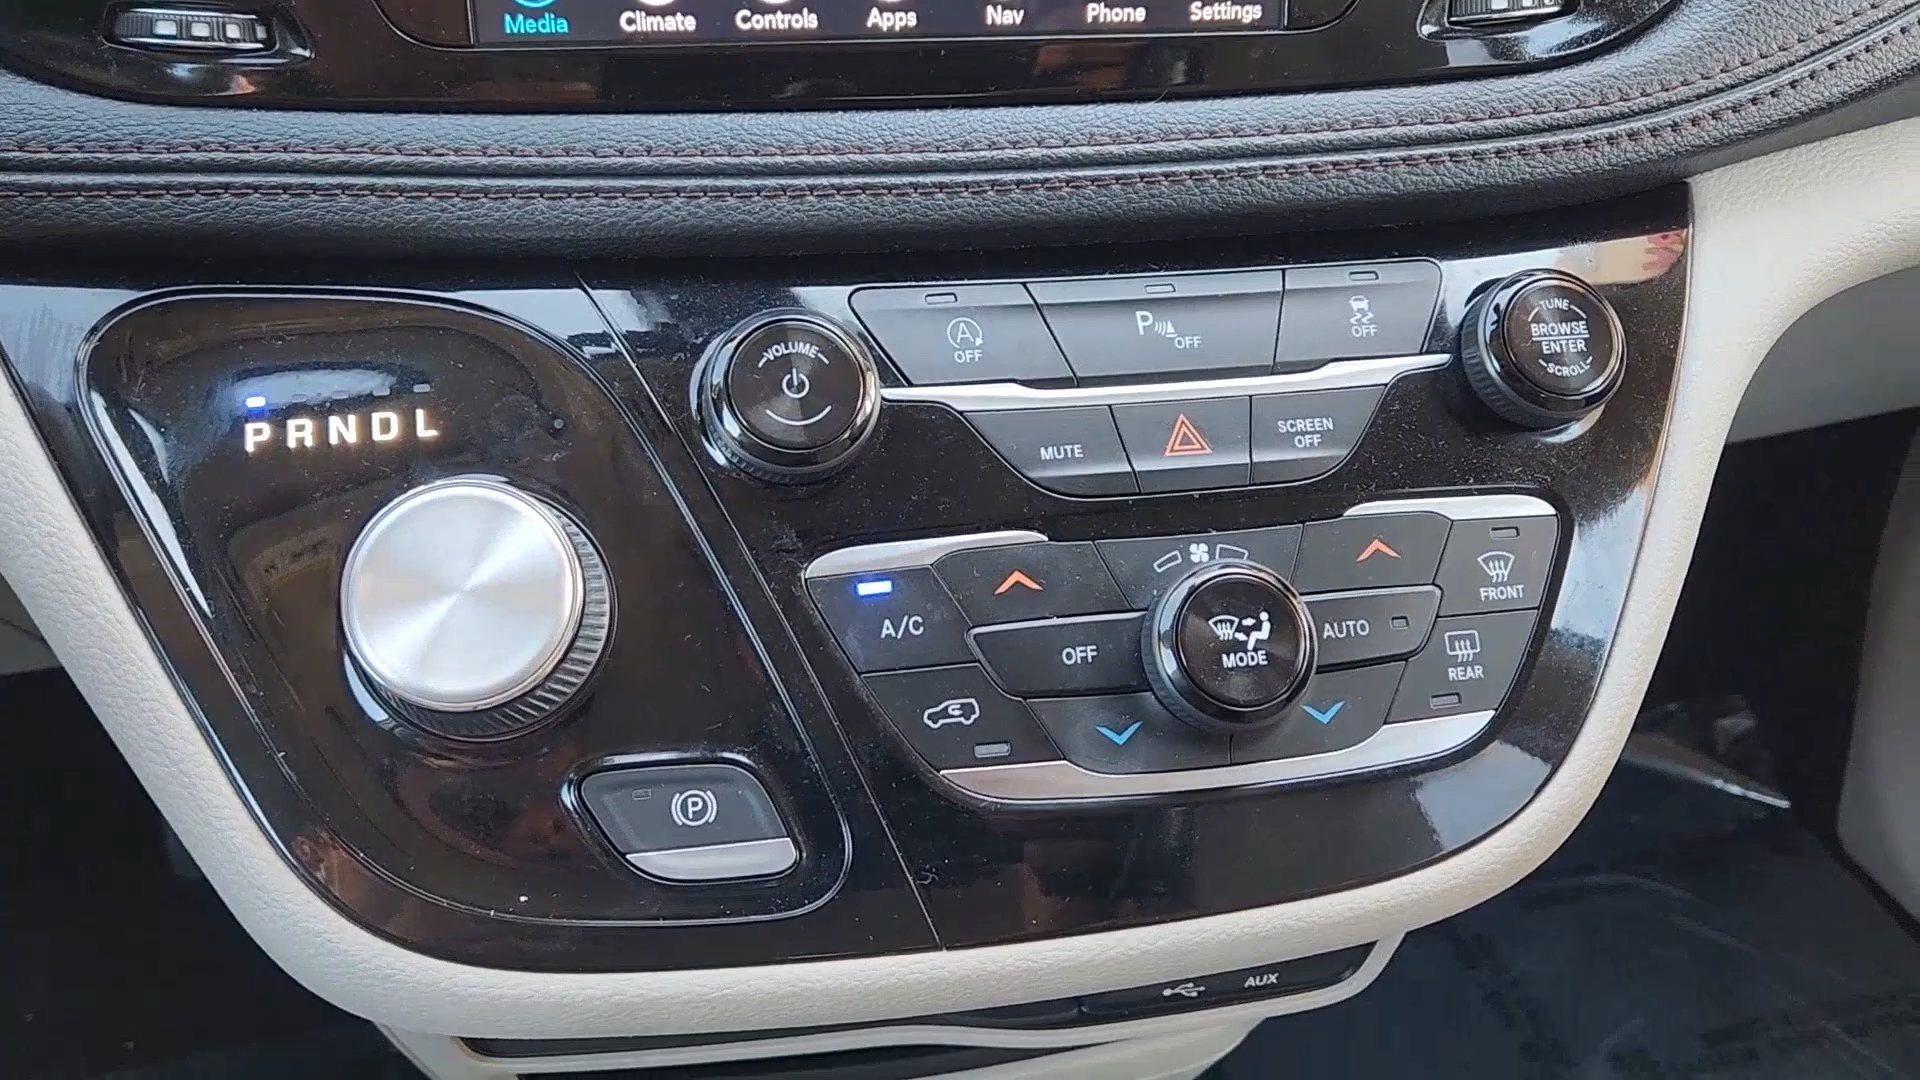 Media Climate Controls Apps Nav Phone Settings
VOLUME
A
OFF
P OFF
OFF
TUNE
BROWSE
ENTER
SCROLL
PRNDL
MUTE
SCREEN
OFF
A/C
OFF
MODE
AUTO
FRONT
REAR
P
AUX